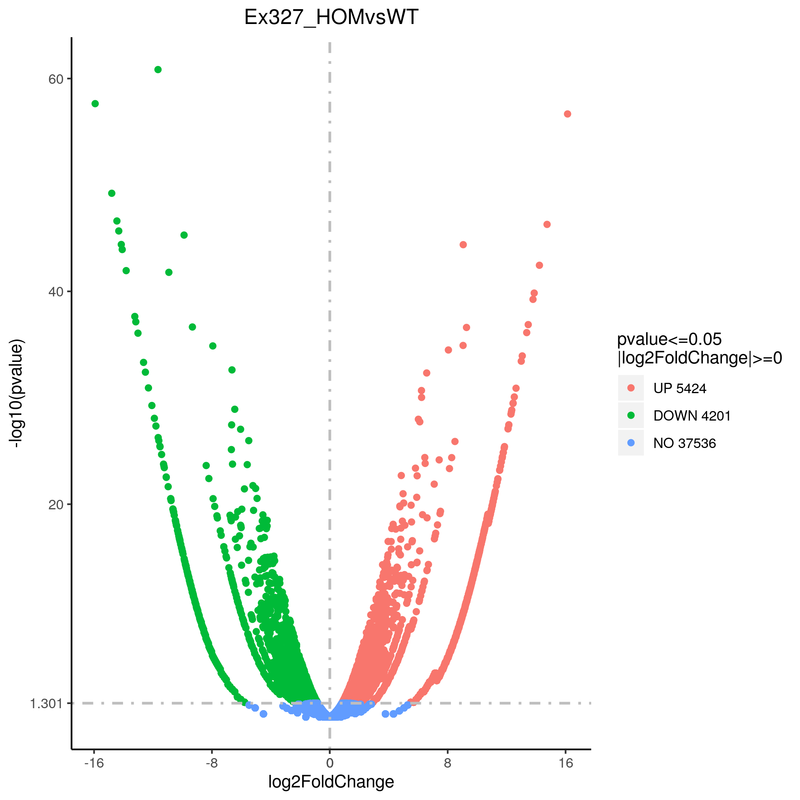 Ex327_HOMvsWT
60
40
20
1.301
-log10(pvalue)
-16
-8
0
8
16
log2FoldChange
pvalue<=0.05
|log2FoldChange|>=0
UP 5424
DOWN 4201
NO 37536